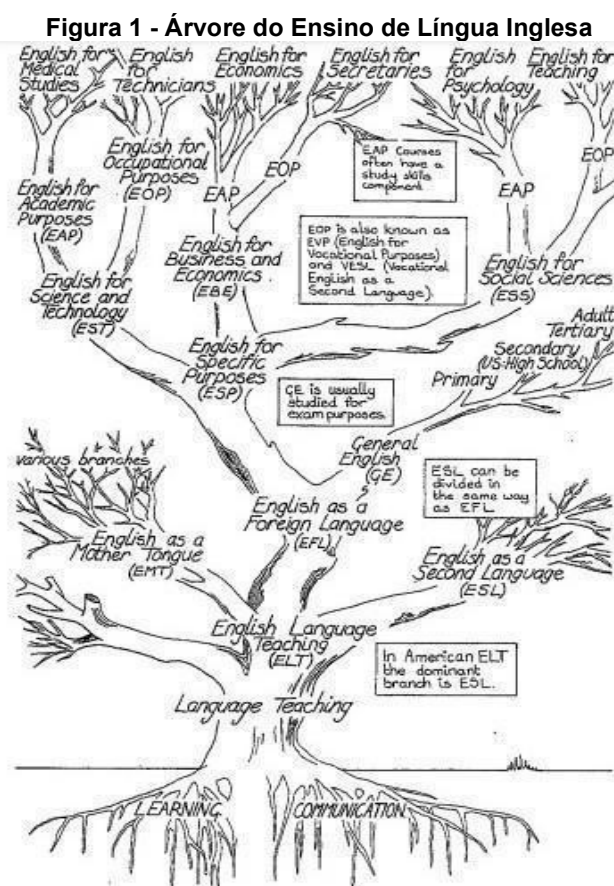 Figura 1 - Árvore do Ensino de Língua Inglesa
English for
Medical
Studies
English
for
Technicians
English for
Economics
English for
Secretaries
English
for
Psychology
English for
Teaching
English for
Occupational
Purposes
(EOP)
EAP
EOP
EAP Courses
often have a
study skills
component
EAP
EOP
English for
Academic
Purposes
(EAP)
English for
Business and
Economics.
(EBE)
EOP is also known as
EVP (English for
Vocational Purposes)
and VESL (Vocational
English as a
Second Language).
English for
Social Sciences
(ESS)
English for
Science and
Technology
(EST)
English for
Specific
Purposes
(ESP)
Adult
Tertiary
Secondary
(US:High School)
Primary
GE is usually
studied for
exam purposes.
General
English
(GE)
various branches
ESL can be
divided in
the same way
as EFL
English as a
Foreign Language
(EFL)
English as a
Mother Tongue
(EMT)
English as a
Second Language
(ESL)
English Language
Teaching
(ELT)
In American ELT
the dominant
branch is ESL.
Language Teaching
LEARNING
COMMUNICATION